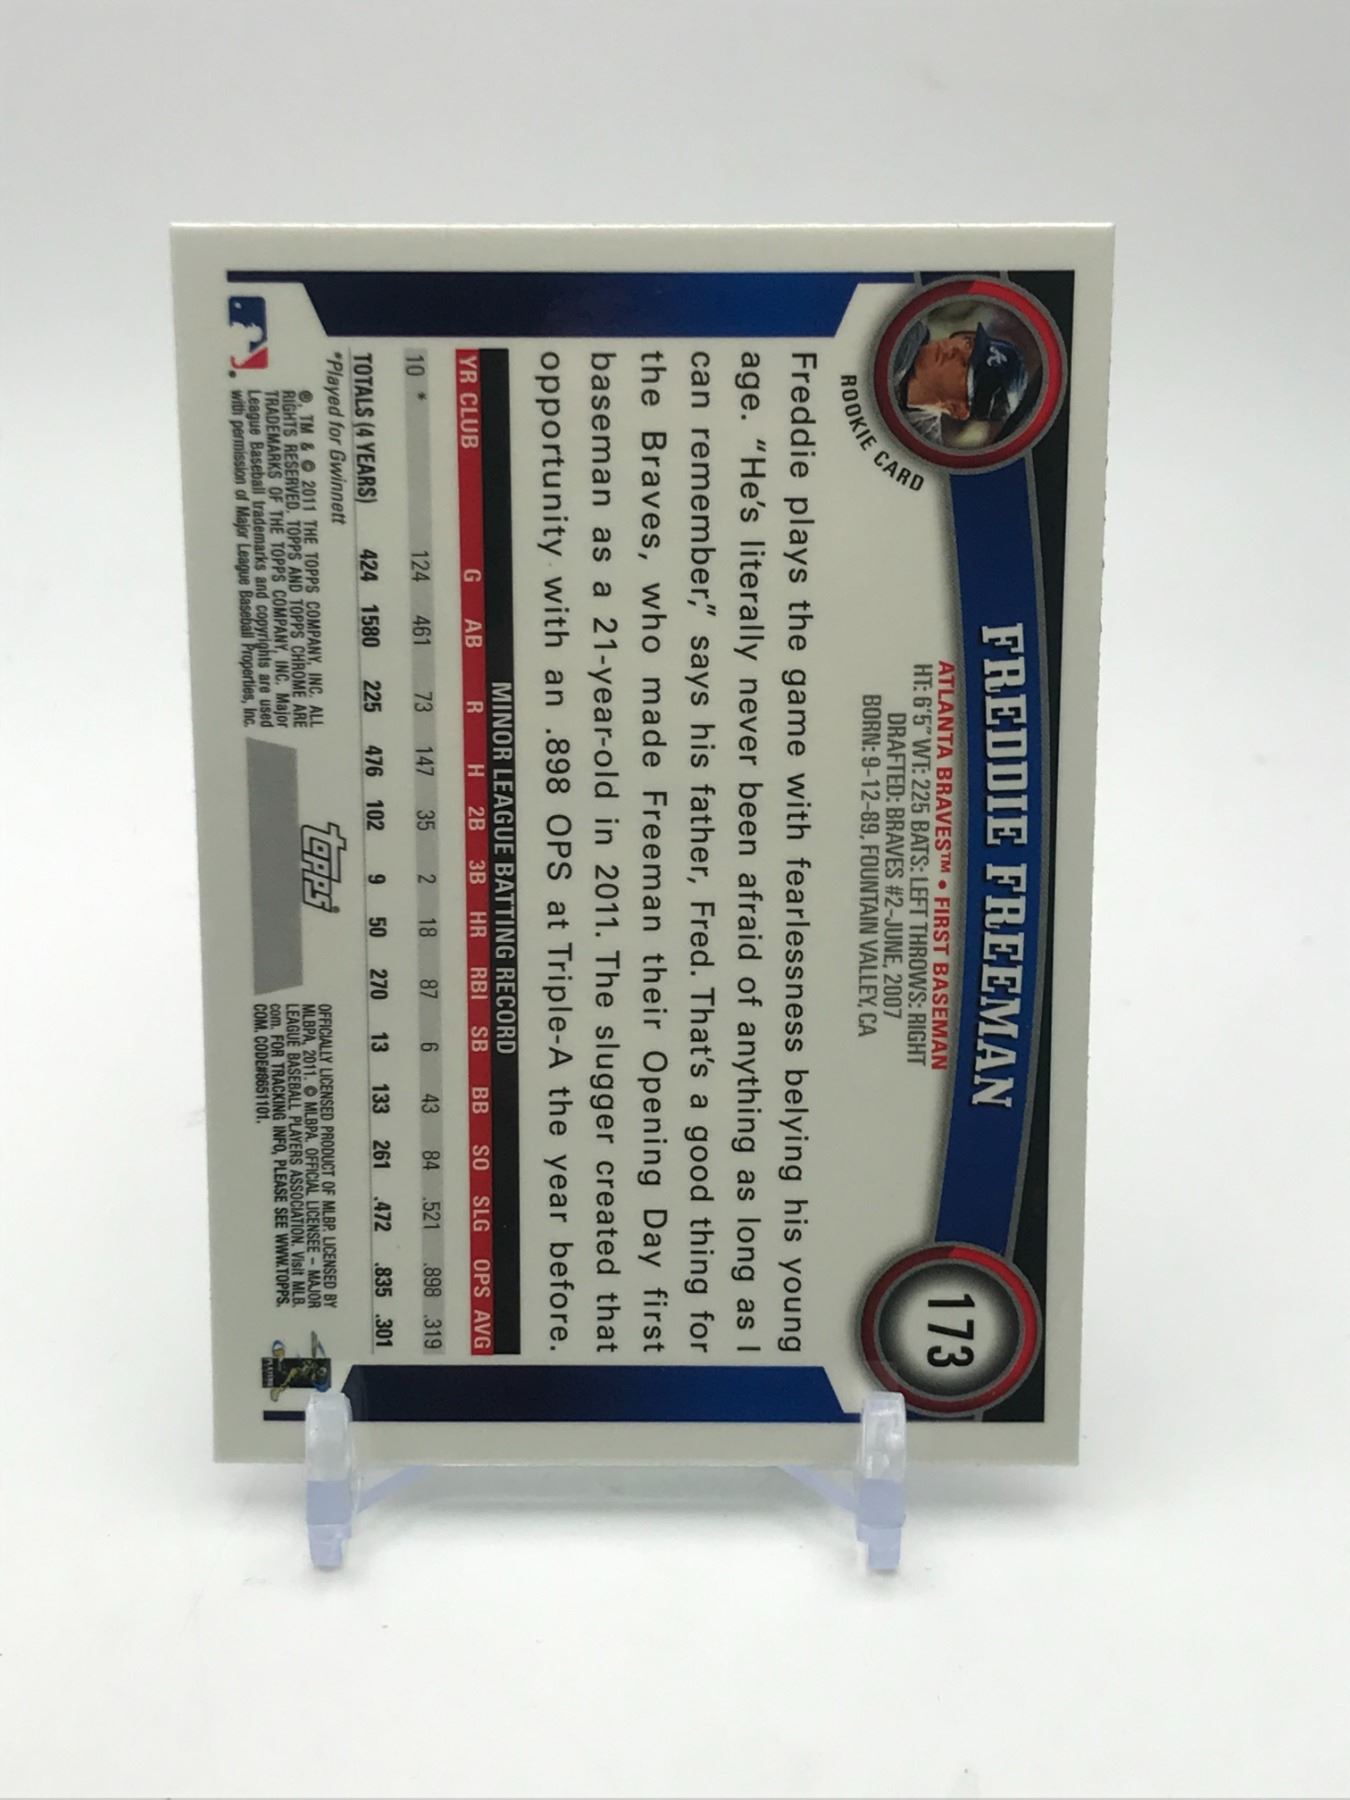 ROOKIE CARD
FREDDIE FREEMAN
173
ATLANTA BRAVES™ • FIRST BASEMAN
HT: 6'5" WT: 225 BATS: LEFT THROWS: RIGHT
DRAFTED: BRAVES #2-JUNE, 2007
BORN: 9-12-89, FOUNTAIN VALLEY, CA
Freddie plays the game with fearlessness belying his young
age. “He’s literally never been afraid of anything as long as I
can remember,” says his father, Fred. That’s a good thing for
the Braves, who made Freeman their Opening Day first
baseman as a 21-year-old in 2011. The slugger created that
opportunity with an .898 OPS at Triple-A the year before.
MINOR LEAGUE BATTING RECORD
YR CLUB G AB R H 2B 3B HR RBI SB BB SO SLG OPS AVG
10 * 124 461 73 147 35 2 18 87 6 43 84 .521 .898 .319
TOTALS (4 YEARS) 424 1580 225 476 102 9 50 270 13 133 261 .472 .835 .301
*Played for Gwinnett
®, TM & © 2011 THE TOPPS COMPANY, INC. ALL
RIGHTS RESERVED. TOPPS AND TOPPS CHROME ARE
TRADEMARKS OF THE TOPPS COMPANY, INC. Major
League Baseball trademarks and copyrights are used
with permission of Major League Baseball Properties, Inc.
topps
OFFICIALLY LICENSED PRODUCT OF MLBP. LICENSED BY
MLBPA, 2011. © MLBPA. OFFICIAL LICENSEE – MAJOR
LEAGUE BASEBALL PLAYERS ASSOCIATION. Visit MLB.
com. FOR TRACKING INFO, PLEASE SEE WWW.TOPPS.
COM. CODE#8651101.